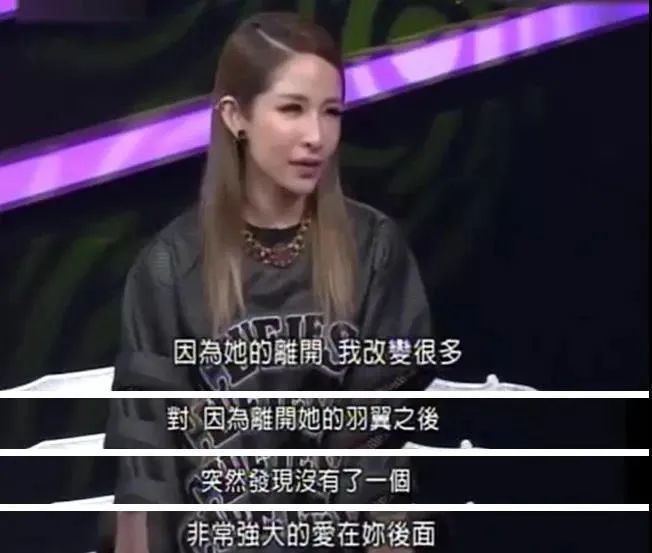 因為她的離開 我改變很多
對 因為離開她的羽翼之後
突然發現沒有了一個
非常強大的愛在妳後面